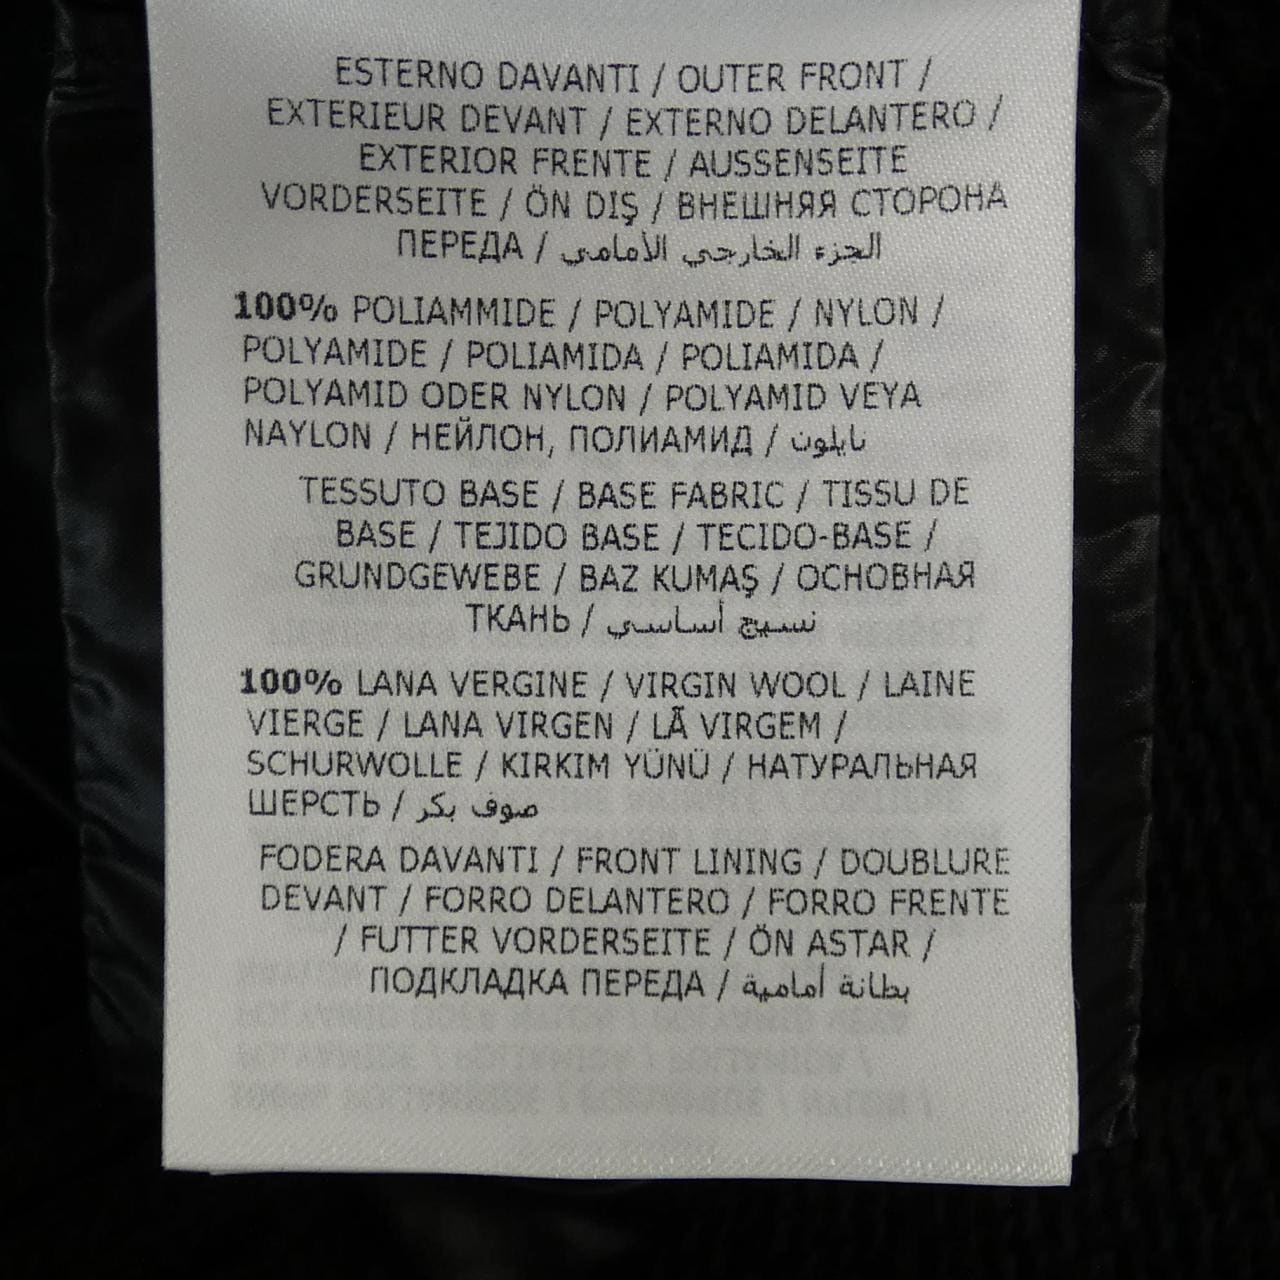 ESTERNO DAVANTI / OUTER FRONT /
EXTERIEUR DEVANT / EXTERNO DELANTERO /
EXTERIOR FRENTE / AUSSENSEITE
VORDERSEITE / ÖN DIŞ / ВНЕШНЯЯ СТОРОНА
ПЕРЕДА / الجزء الخارجي الأمامي
100% POLIAMMIDE / POLYAMIDE / NYLON /
POLYAMIDE / POLIAMIDA / POLIAMIDA /
POLYAMID ODER NYLON / POLYAMID VEYA
NAYLON / НЕЙЛОН, ПОЛИАМИД / نايلون
TESSUTO BASE / BASE FABRIC / TISSU DE
BASE / TEJIDO BASE / TECIDO-BASE /
GRUNDGEWEBE / BAZ KUMAŞ / ОСНОВНАЯ
ТКАНЬ / نسيج أساسي
100% LANA VERGINE / VIRGIN WOOL / LAINE
VIERGE / LANA VIRGEN / LÃ VIRGEM /
SCHURWOLLE / KIRKIM YÜNÜ / НАТУРАЛЬНАЯ
ШЕРСТЬ / صوف بكر
FODERA DAVANTI / FRONT LINING / DOUBLURE
DEVANT / FORRO DELANTERO / FORRO FRENTE
/ FUTTER VORDERSEITE / ÖN ASTAR /
ПОДКЛАДКА ПЕРЕДА / بطانة أمامية